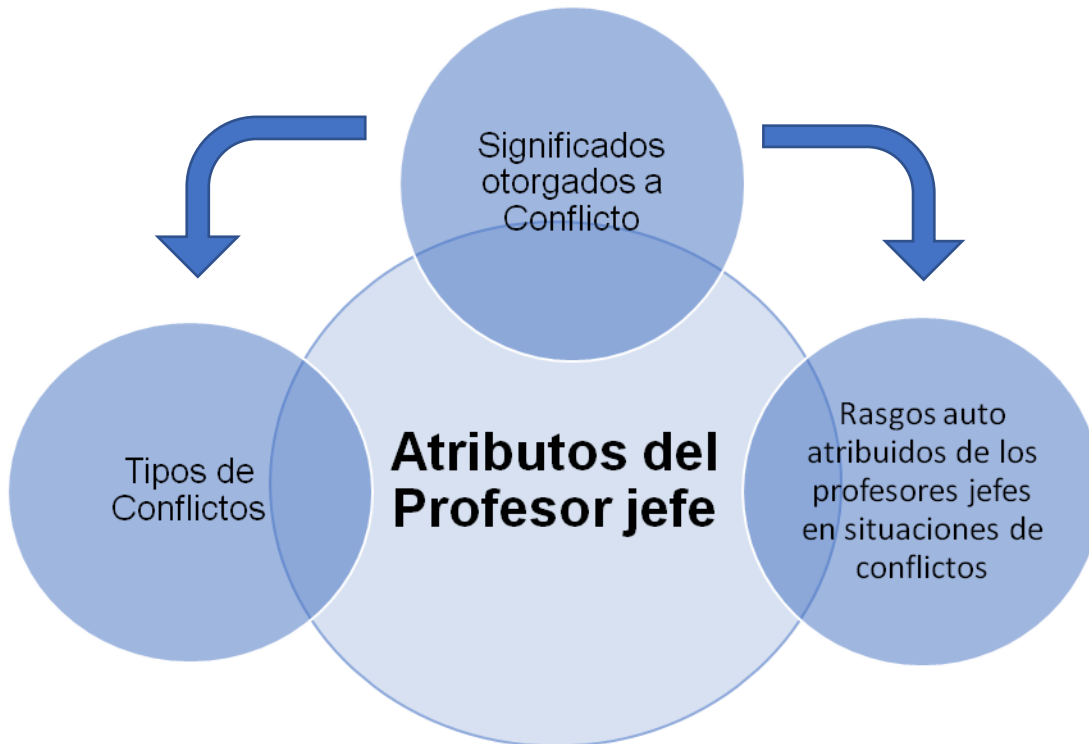 Significados
otorgados a
Conflicto
Tipos de
Conflictos
Atributos del
Profesor jefe
Rasgos auto
atribuidos de los
profesores jefes
en situaciones de
conflictos